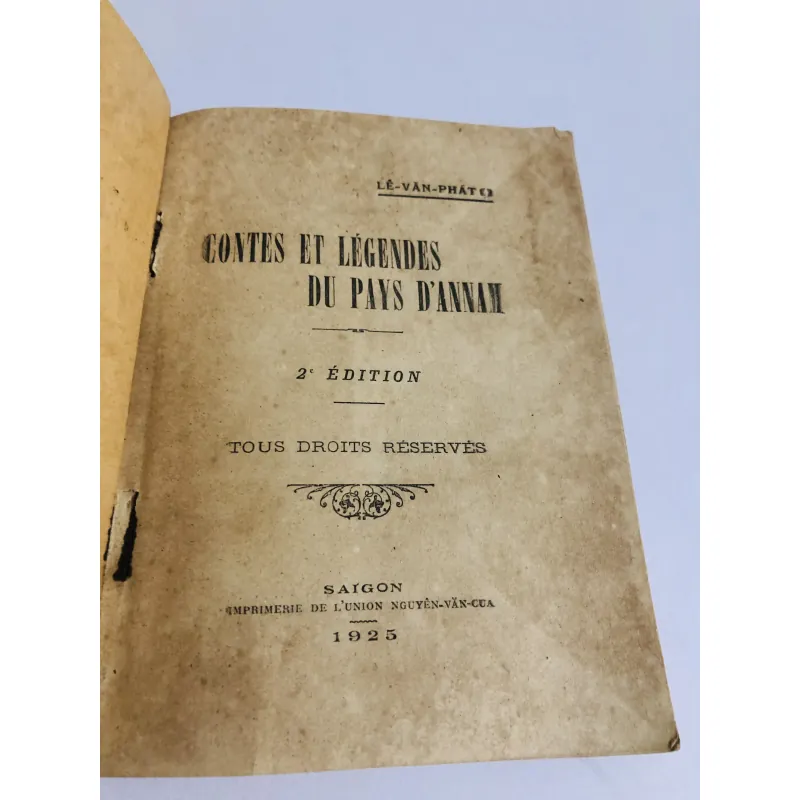 LÊ-VĂN-PHÁT
CONTES ET LÉGENDES
DU PAYS D'ANNAM
2e ÉDITION
TOUS DROITS RÉSERVÉS
SAÏGON
IMPRIMERIE DE L'UNION NGUYÊN-VĂN-CUA
1925